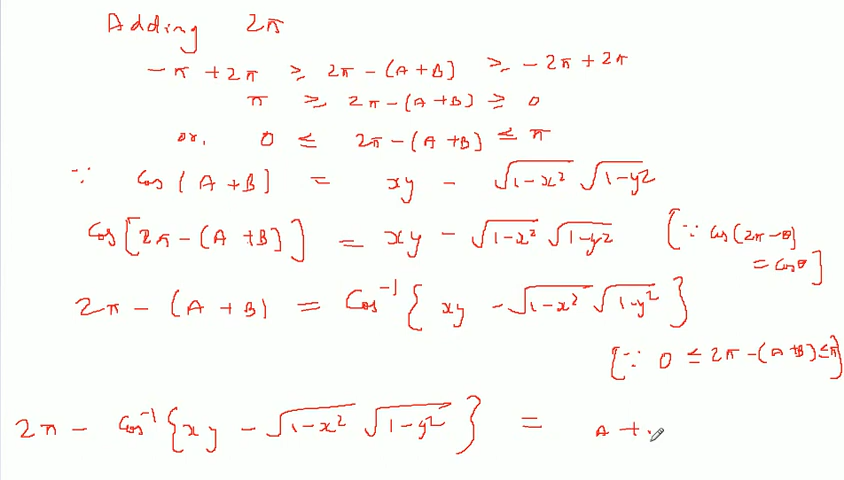 Adding 2π
-π + 2π ≥ 2π - (A + B) ≥ -2π + 2π
π ≥ 2π - (A + B) ≥ 0
or, 0 ≤ 2π - (A + B) ≤ π
∵ Cos (A + B) = xy - √1-x² √1-y²
Cos [2π - (A + B)] = xy - √1-x² √1-y² [∵ Cos (2π - θ)
= Cosθ]
2π - (A + B) = Cos⁻¹ { xy - √1-x² √1-y² }
[∵ 0 ≤ 2π - (A + B) ≤ π]
2π - Cos⁻¹ { xy - √1-x² √1-y² } = A +